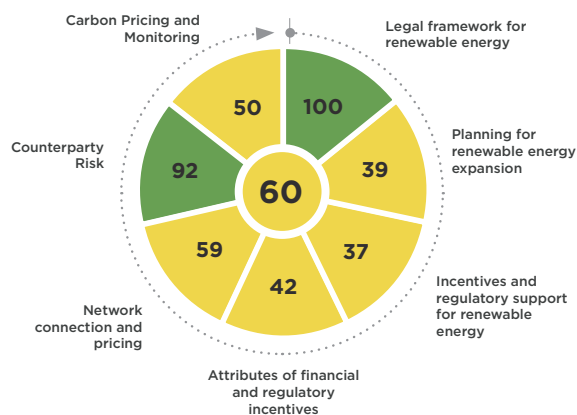 Carbon Pricing and
Monitoring
Legal framework for
renewable energy
50
100
Counterparty
Risk
92
60
39
Planning for
renewable energy
expansion
59
42
37
Network
connection and
pricing
Incentives and
regulatory support
for renewable
energy
Attributes of financial
and regulatory
incentives